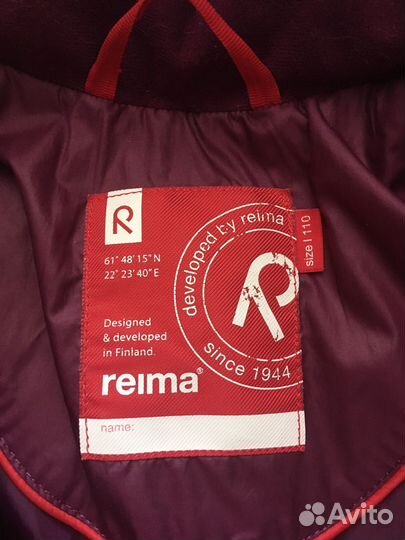 R
61° 48' 15" N
22° 23' 40" E
developed by reima
R
since 1944
size | 110
Designed
& developed
in Finland.
reima®
name:
Avito